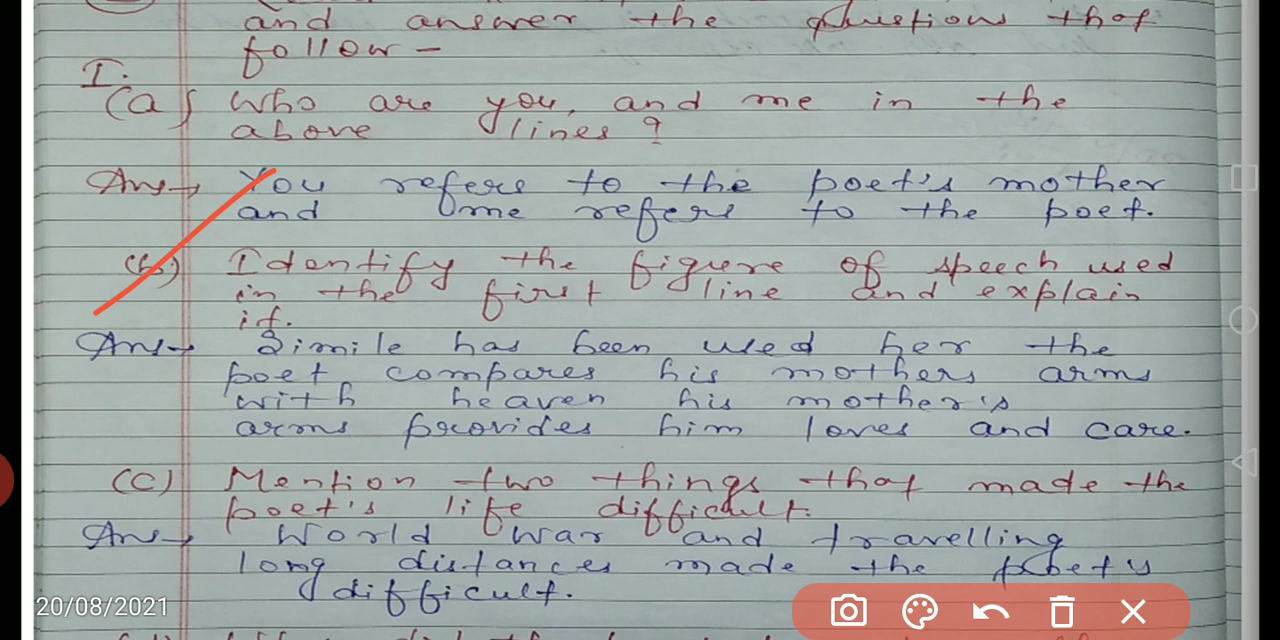 and answer the questions that
follow -
I.
(a) Who are you, and me in the
above lines ?
Ans→ You refers to the poet's mother
and me refers to the poet.
(b) Identify the figure of speech used
in the first line and explain
it.
Ans→ Simile has been used her the
poet compares his mothers arms
with heaven his mother's
arms provides him loves and care.
(C) Mention two things that made the
poet's life difficult.
Ans→ World War and travelling
long distances made the poets
difficult.
20/08/2021